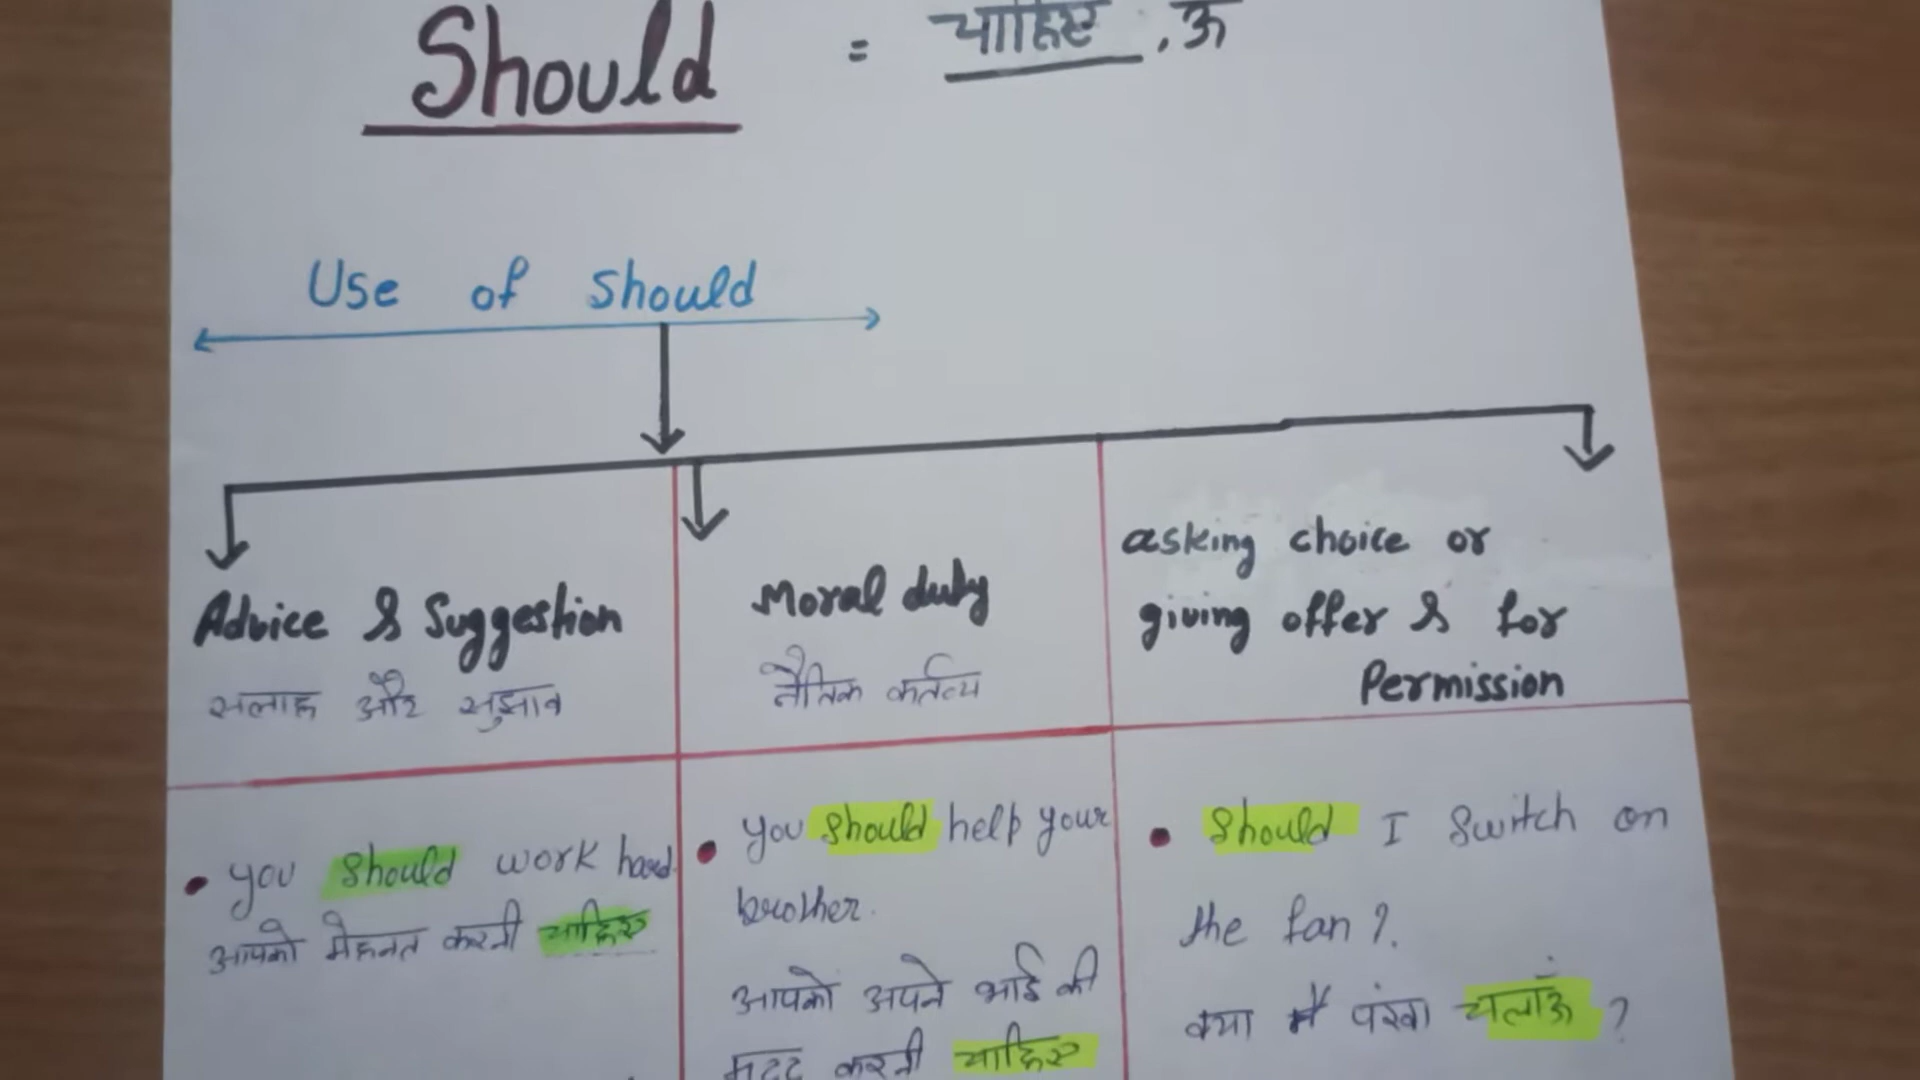 Should = चाहिए, ऊँ
Use of Should
Advice & Suggestion
सलाह और सुझाव
Moral duty
नैतिक कर्तव्य
asking choice or
giving offer & for
Permission
• you should work hard
आपको मेहनत करनी चाहिए
• you should help your
brother.
आपको अपने भाई की
मदद करनी चाहिए
• Should I switch on
the fan?
क्या मैं पंखा चलाऊँ?